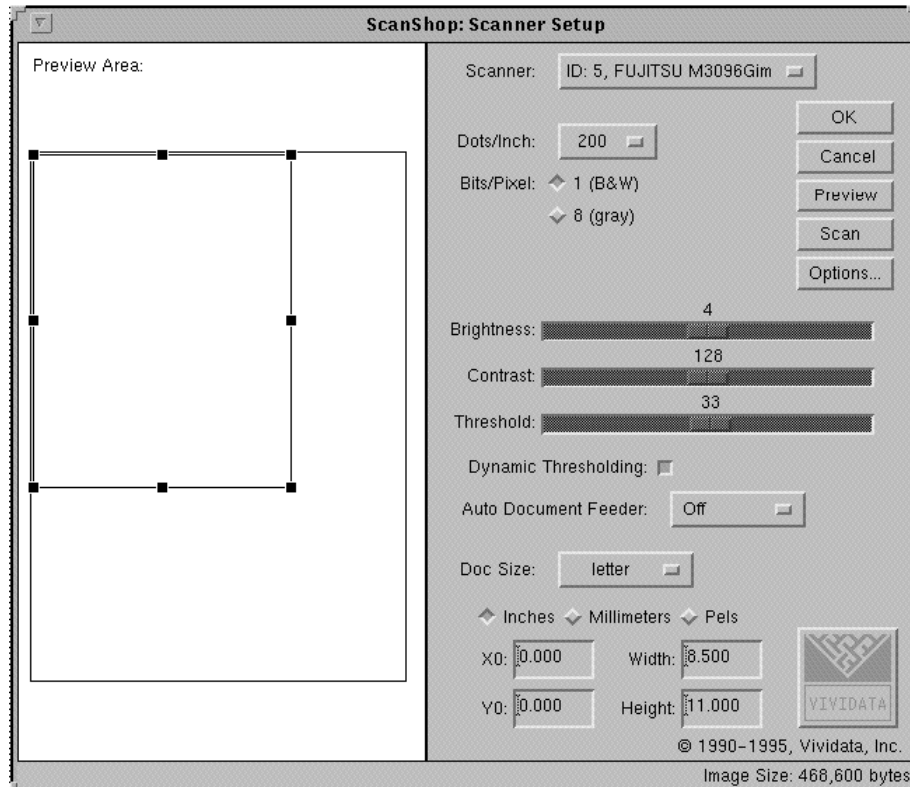 ScanShop: Scanner Setup
Preview Area:
Scanner: ID: 5, FUJITSU M3096Gim
OK
Dots/Inch: 200
Cancel
Bits/Pixel: 1 (B&W)
Preview
8 (gray)
Scan
Options...
4
Brightness:
128
Contrast:
33
Threshold:
Dynamic Thresholding:
Auto Document Feeder: Off
Doc Size: letter
Inches Millimeters Pels
X0: 0.000 Width: 8.500
Y0: 0.000 Height: 11.000
VIVIDATA
© 1990-1995, Vividata, Inc.
Image Size: 468,600 bytes